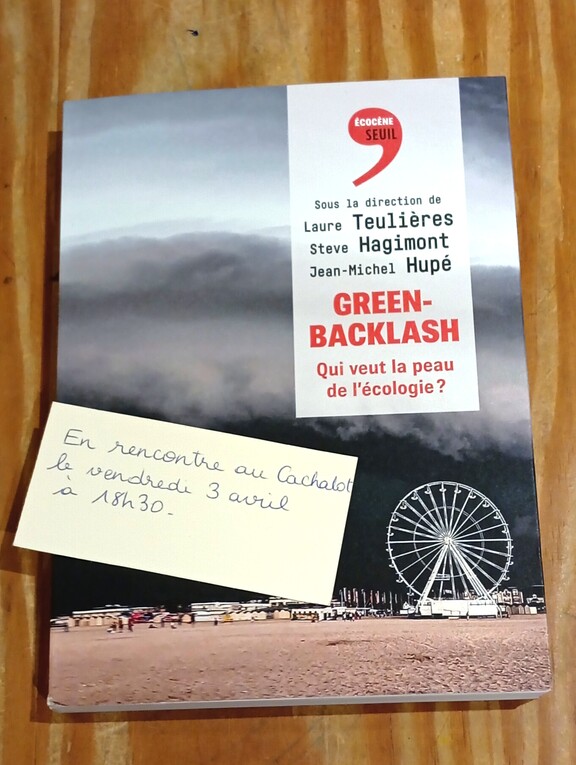 ÉCOCÈNE
SEUIL
Sous la direction de
Laure Teulières
Steve Hagimont
Jean-Michel Hupé
GREEN-
BACKLASH
Qui veut la peau
de l'écologie ?
En rencontre au Cachalot
le vendredi 3 avril
à 18h30-